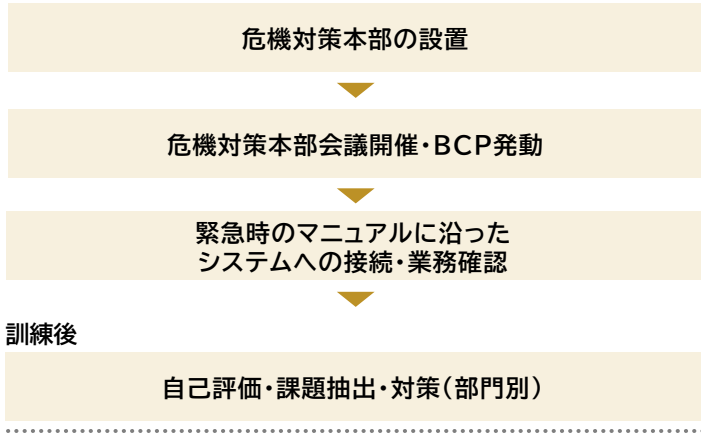 危機対策本部の設置
危機対策本部会議開催・BCP発動
緊急時のマニュアルに沿った
システムへの接続・業務確認
訓練後
自己評価・課題抽出・対策(部門別)